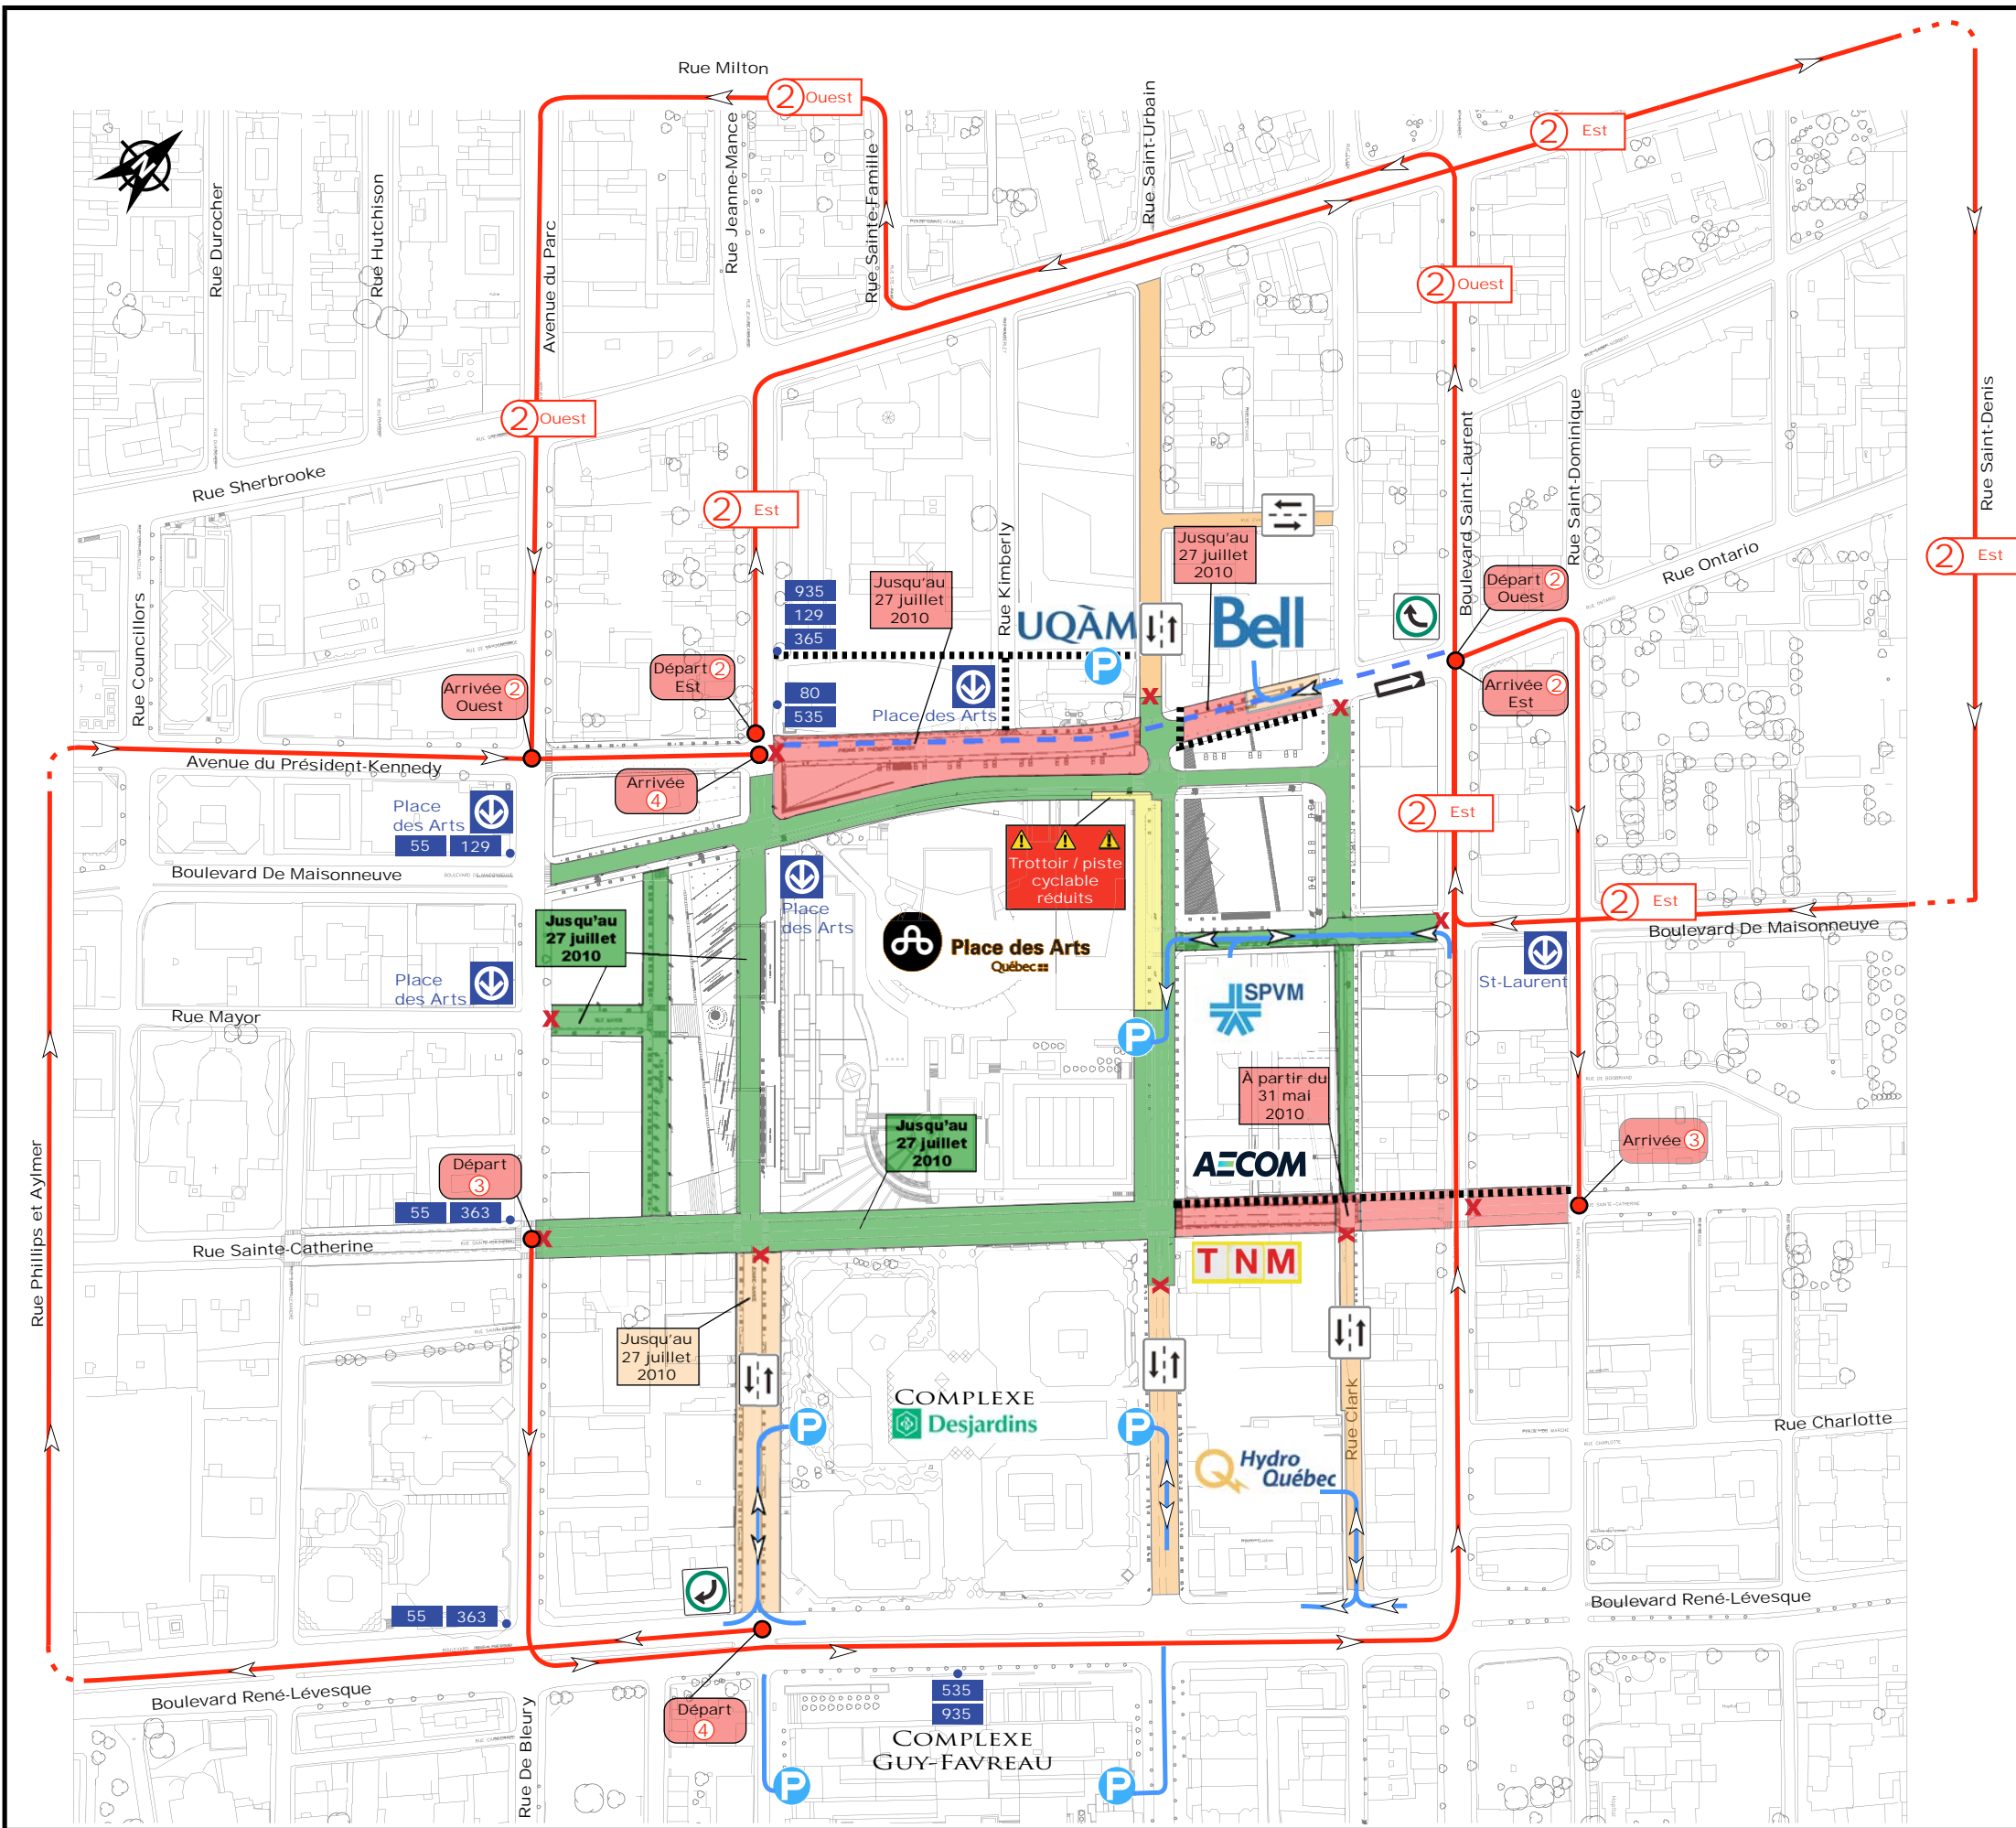 Rue Milton
2 Ouest
2 Est
Rue Saint-Urbain
Rue Jeanne-Mance
Rue Sainte-Famille
Rue Durocher
Rue Hutchison
Avenue du Parc
N
2 Ouest
2 Ouest
2 Est
Rue Sherbrooke
Rue Saint-Denis
Boulevard Saint-Laurent
Rue Saint-Dominique
Rue Ontario
2 Est
Jusqu'au
27 juillet
2010
Départ 2
Ouest
Jusqu'au
27 juillet
2010
935
129
365
Rue Kimberly
UQÀM
Bell
P
Rue Councillors
Arrivée 2
Ouest
Départ 2
Est
80
535
Place des Arts
Arrivée 2
Est
X
X
X
Avenue du Président-Kennedy
Arrivée
4
Place
des Arts
55
129
Boulevard De Maisonneuve
Trottoir / piste
cyclable
réduits
2 Est
2 Est
Boulevard De Maisonneuve
Jusqu'au
27 juillet
2010
Place
des Arts
Place des Arts
Québec
X
St-Laurent
Place
des Arts
Rue Mayor
X
SPVM
P
À partir du
31 mai
2010
Jusqu'au
27 juillet
2010
AECOM
Arrivée 3
Rue Phillips et Aylmer
Départ
3
55
363
Rue Sainte-Catherine
X
X
X
X
X
TNM
Jusqu'au
27 juillet
2010
Complexe
Desjardins
P
P
Hydro
Québec
Rue Clark
Rue Charlotte
55
363
Boulevard René-Lévesque
Boulevard René-Lévesque
Rue De Bleury
Départ
4
535
935
Complexe
Guy-Favreau
P
P